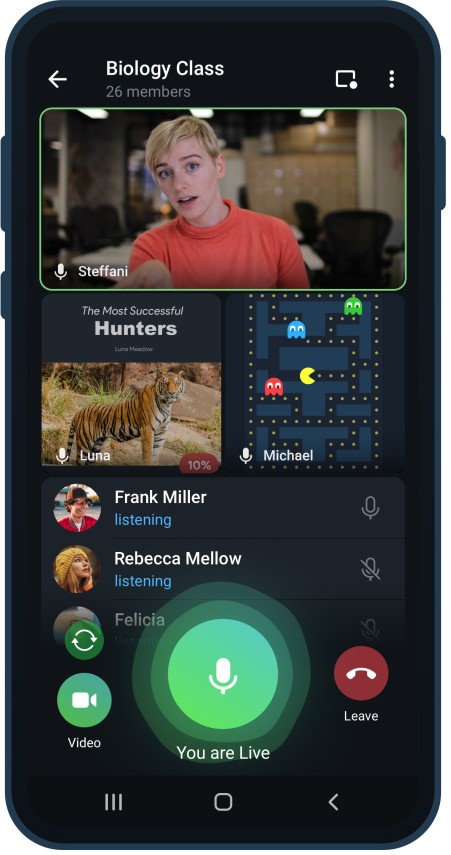 Biology Class
26 members
Steffani
The Most Successful
Hunters
Luna Meadow
Luna
10%
Michael
Frank Miller
listening
Rebecca Mellow
listening
Felicia
listening
Video
You are Live
Leave